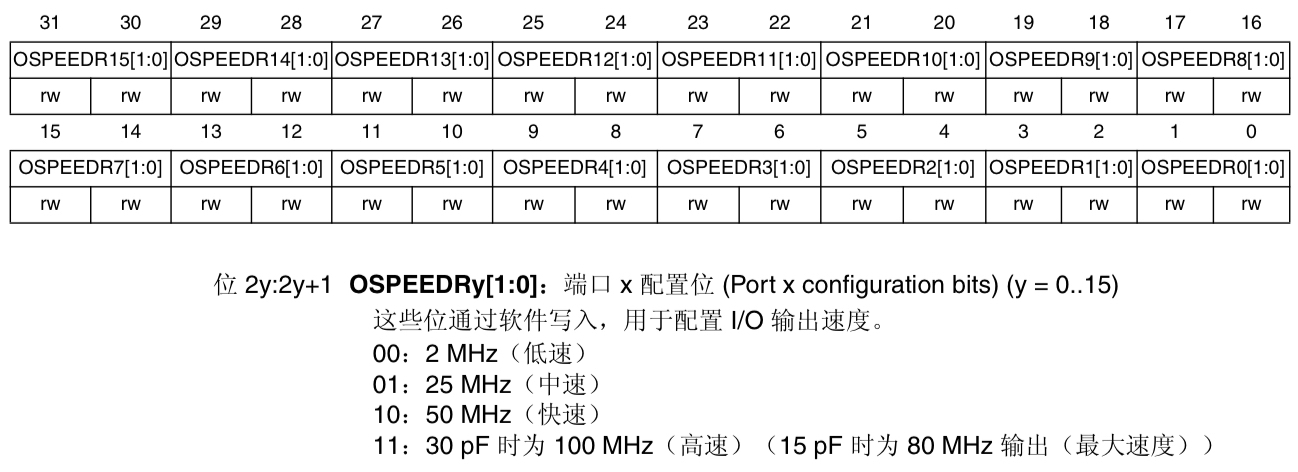 31 30 29 28 27 26 25 24 23 22 21 20 19 18 17 16
OSPEEDR15[1:0] OSPEEDR14[1:0] OSPEEDR13[1:0] OSPEEDR12[1:0] OSPEEDR11[1:0] OSPEEDR10[1:0] OSPEEDR9[1:0] OSPEEDR8[1:0]
rw rw rw rw rw rw rw rw rw rw rw rw rw rw rw rw
15 14 13 12 11 10 9 8 7 6 5 4 3 2 1 0
OSPEEDR7[1:0] OSPEEDR6[1:0] OSPEEDR5[1:0] OSPEEDR4[1:0] OSPEEDR3[1:0] OSPEEDR2[1:0] OSPEEDR1[1:0] OSPEEDR0[1:0]
rw rw rw rw rw rw rw rw rw rw rw rw rw rw rw rw
位 2y:2y+1 OSPEEDRy[1:0]：端口 x 配置位 (Port x configuration bits) (y = 0..15)
这些位通过软件写入，用于配置 I/O 输出速度。
00：2 MHz（低速）
01：25 MHz（中速）
10：50 MHz（快速）
11：30 pF 时为 100 MHz（高速）（15 pF 时为 80 MHz 输出（最大速度））